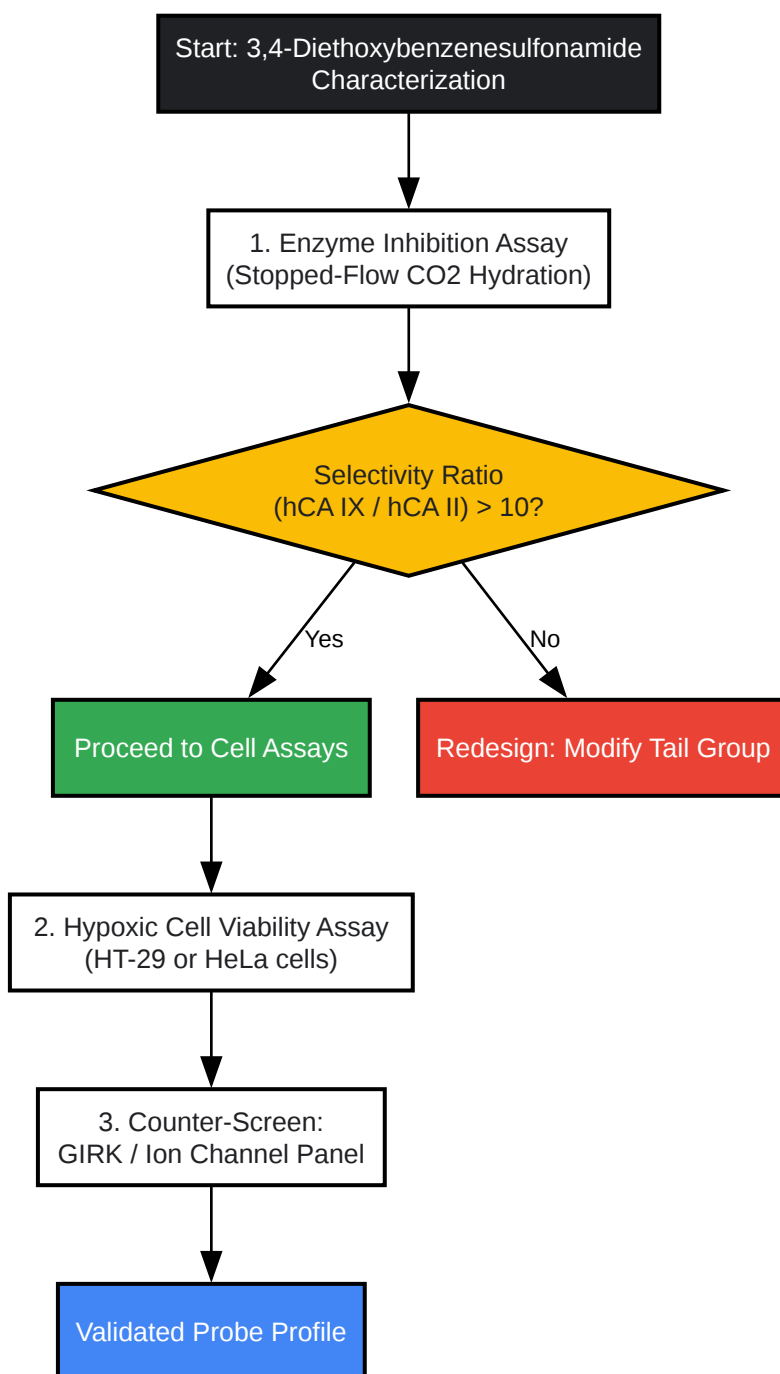 Start: 3,4-Diethoxybenzenesulfonamide
Characterization
1. Enzyme Inhibition Assay
(Stopped-Flow CO2 Hydration)
Selectivity Ratio
(hCA IX / hCA II) > 10?
Yes
No
Proceed to Cell Assays
Redesign: Modify Tail Group
2. Hypoxic Cell Viability Assay
(HT-29 or HeLa cells)
3. Counter-Screen:
GIRK / Ion Channel Panel
Validated Probe Profile